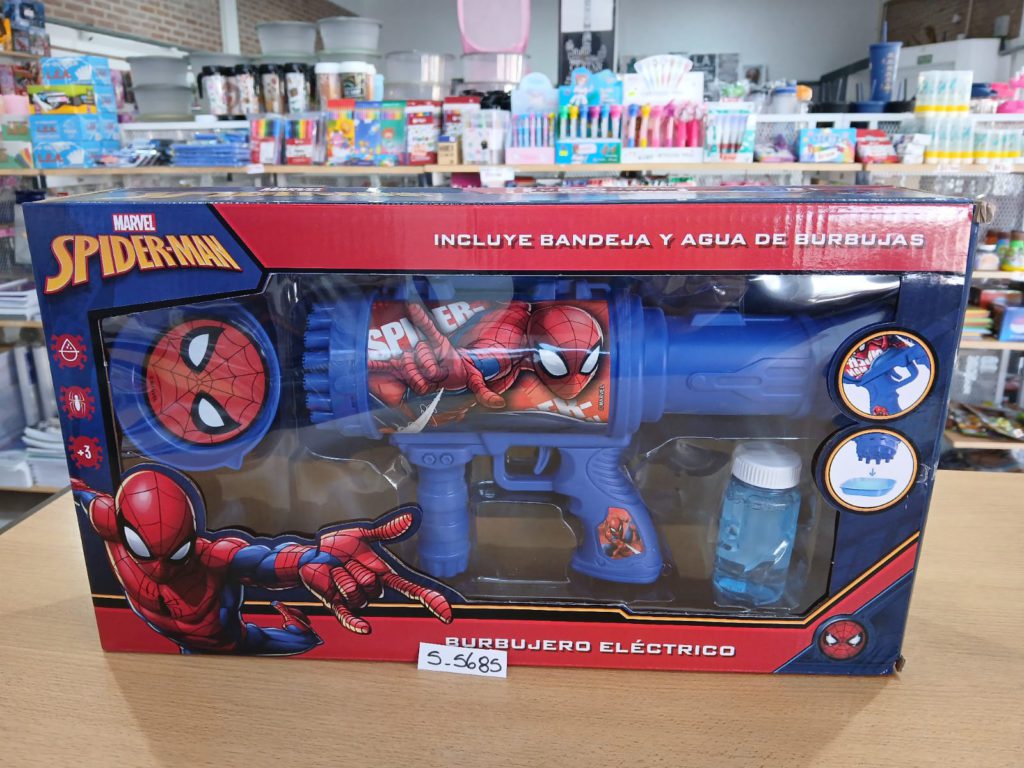 MARVEL
SPIDER-MAN
INCLUYE BANDEJA Y AGUA DE BURBUJAS
SPIDER-
+3
BURBUJERO ELÉCTRICO
S-5685